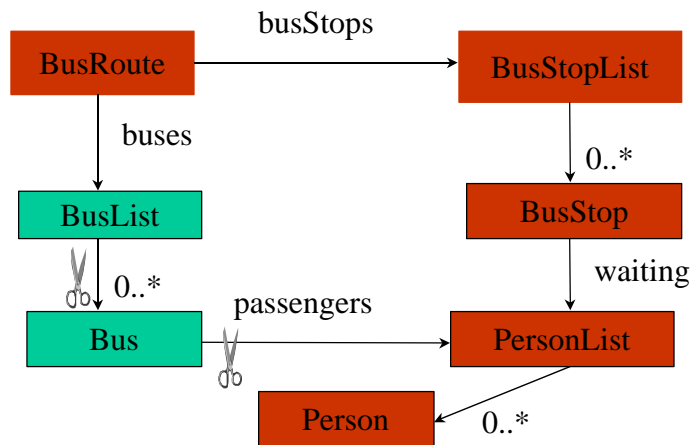 busStops
BusRoute
BusStopList
buses
0..*
BusList
BusStop
0..*
waiting
passengers
Bus
PersonList
Person
0..*